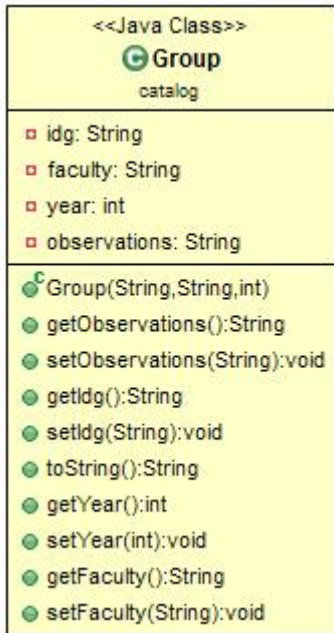 <<Java Class>>
C Group
catalog
idg: String
faculty: String
year: int
observations: String
C Group(String,String,int)
getObservations():String
setObservations(String):void
getIdg():String
setIdg(String):void
toString():String
getYear():int
setYear(int):void
getFaculty():String
setFaculty(String):void